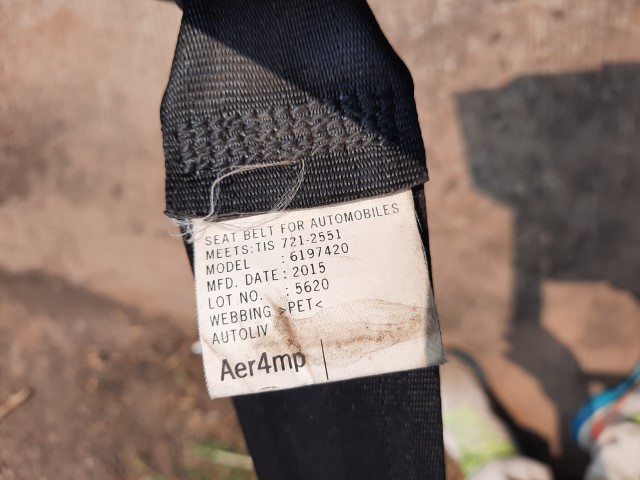 SEAT BELT FOR AUTOMOBILES
MEETS:TIS 721-2551
MODEL : 6197420
MFD. DATE : 2015
LOT NO. : 5620
WEBBING >PET<
AUTOLIV
Aer4mp